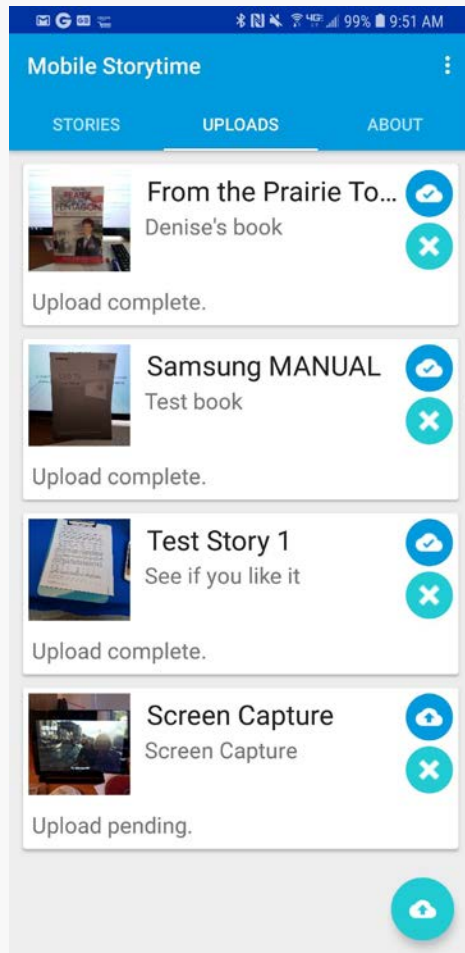 99% 9:51 AM
Mobile Storytime
STORIES UPLOADS ABOUT
From the Prairie To...
Denise's book
Upload complete.
Samsung MANUAL
Test book
Upload complete.
Test Story 1
See if you like it
Upload complete.
Screen Capture
Screen Capture
Upload pending.